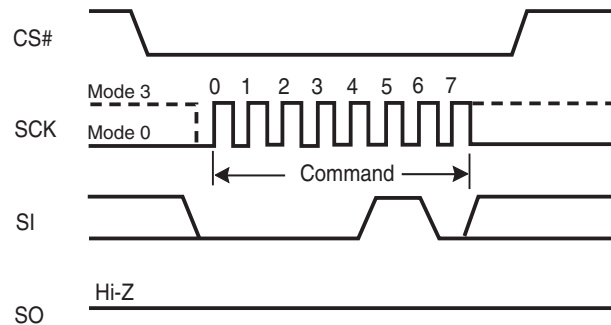 CS#
Mode 3
0 1 2 3 4 5 6 7
SCK
Mode 0
Command
SI
Hi-Z
SO